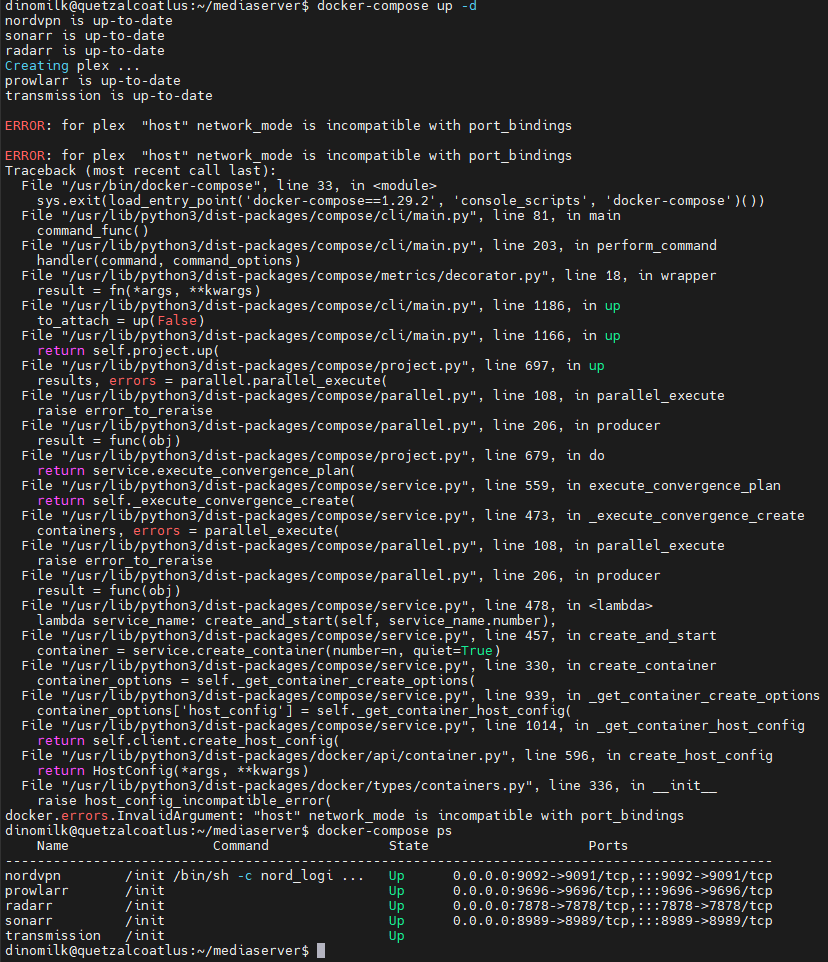 dinomilk@quetzalcoatlus:~/mediaserver$ docker-compose up -d
nordvpn is up-to-date
sonarr is up-to-date
radarr is up-to-date
Creating plex ...
prowlarr is up-to-date
transmission is up-to-date

ERROR: for plex  "host" network_mode is incompatible with port_bindings

ERROR: for plex  "host" network_mode is incompatible with port_bindings
Traceback (most recent call last):
  File "/usr/bin/docker-compose", line 33, in <module>
    sys.exit(load_entry_point('docker-compose==1.29.2', 'console_scripts', 'docker-compose')())
  File "/usr/lib/python3/dist-packages/compose/cli/main.py", line 81, in main
    command_func()
  File "/usr/lib/python3/dist-packages/compose/cli/main.py", line 203, in perform_command
    handler(command, command_options)
  File "/usr/lib/python3/dist-packages/compose/metrics/decorator.py", line 18, in wrapper
    result = fn(*args, **kwargs)
  File "/usr/lib/python3/dist-packages/compose/cli/main.py", line 1186, in up
    to_attach = up(False)
  File "/usr/lib/python3/dist-packages/compose/cli/main.py", line 1166, in up
    return self.project.up(
  File "/usr/lib/python3/dist-packages/compose/project.py", line 697, in up
    results, errors = parallel.parallel_execute(
  File "/usr/lib/python3/dist-packages/compose/parallel.py", line 108, in parallel_execute
    raise error_to_reraise
  File "/usr/lib/python3/dist-packages/compose/parallel.py", line 206, in producer
    result = func(obj)
  File "/usr/lib/python3/dist-packages/compose/project.py", line 679, in do
    return service.execute_convergence_plan(
  File "/usr/lib/python3/dist-packages/compose/service.py", line 559, in execute_convergence_plan
    return self._execute_convergence_create(
  File "/usr/lib/python3/dist-packages/compose/service.py", line 473, in _execute_convergence_create
    containers, errors = parallel_execute(
  File "/usr/lib/python3/dist-packages/compose/parallel.py", line 108, in parallel_execute
    raise error_to_reraise
  File "/usr/lib/python3/dist-packages/compose/parallel.py", line 206, in producer
    result = func(obj)
  File "/usr/lib/python3/dist-packages/compose/service.py", line 478, in <lambda>
    lambda service_name: create_and_start(self, service_name.number),
  File "/usr/lib/python3/dist-packages/compose/service.py", line 457, in create_and_start
    container = service.create_container(number=n, quiet=True)
  File "/usr/lib/python3/dist-packages/compose/service.py", line 330, in create_container
    container_options = self._get_container_create_options(
  File "/usr/lib/python3/dist-packages/compose/service.py", line 939, in _get_container_create_options
    container_options['host_config'] = self._get_container_host_config(
  File "/usr/lib/python3/dist-packages/compose/service.py", line 1014, in _get_container_host_config
    return self.client.create_host_config(
  File "/usr/lib/python3/dist-packages/docker/api/container.py", line 596, in create_host_config
    return HostConfig(*args, **kwargs)
  File "/usr/lib/python3/dist-packages/docker/types/containers.py", line 336, in __init__
    raise host_config_incompatible_error(
docker.errors.InvalidArgument: "host" network_mode is incompatible with port_bindings
dinomilk@quetzalcoatlus:~/mediaserver$ docker-compose ps
    Name                  Command               State                    Ports
------------------------------------------------------------------------------------------------
nordvpn        /init /bin/sh -c nord_logi ...   Up      0.0.0.0:9092->9091/tcp,:::9092->9091/tcp
prowlarr       /init                            Up      0.0.0.0:9696->9696/tcp,:::9696->9696/tcp
radarr         /init                            Up      0.0.0.0:7878->7878/tcp,:::7878->7878/tcp
sonarr         /init                            Up      0.0.0.0:8989->8989/tcp,:::8989->8989/tcp
transmission   /init                            Up
dinomilk@quetzalcoatlus:~/mediaserver$